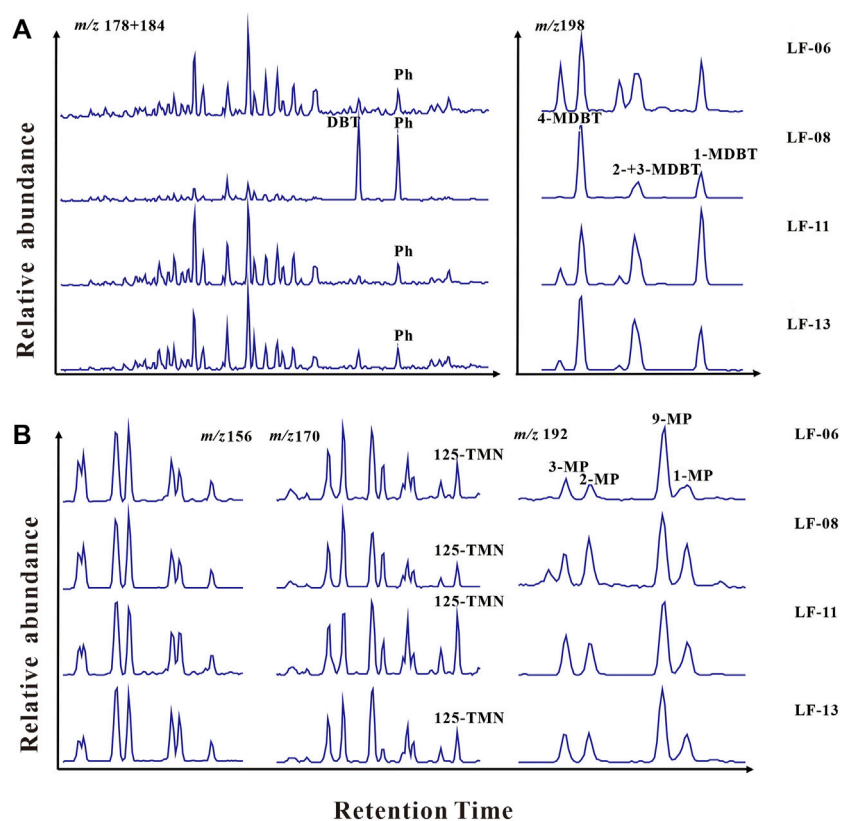 A
m/z 178+184
m/z198
LF-06
Ph
DBT
Ph
4-MDBT
LF-08
2-+3-MDBT
1-MDBT
LF-11
Ph
LF-13
Ph
Relative abundance
B
m/z156
m/z170
m/z 192
9-MP
LF-06
125-TMN
3-MP
2-MP
1-MP
LF-08
125-TMN
125-TMN
LF-11
LF-13
125-TMN
Relative abundance
Retention Time